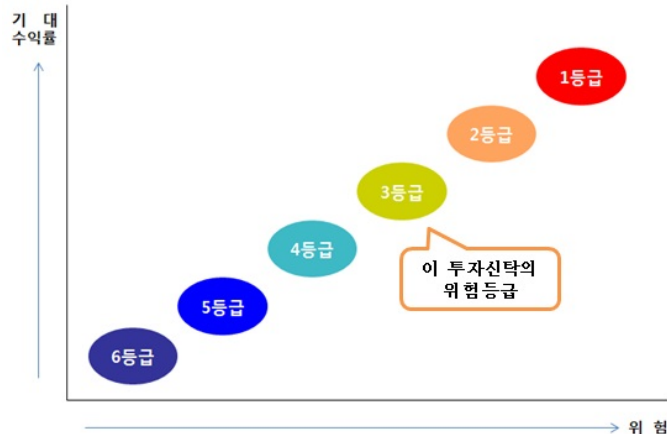 기 대
수익률
1등급
2등급
3등급
4등급
이 투자신탁의
위험등급
5등급
6등급
위 험